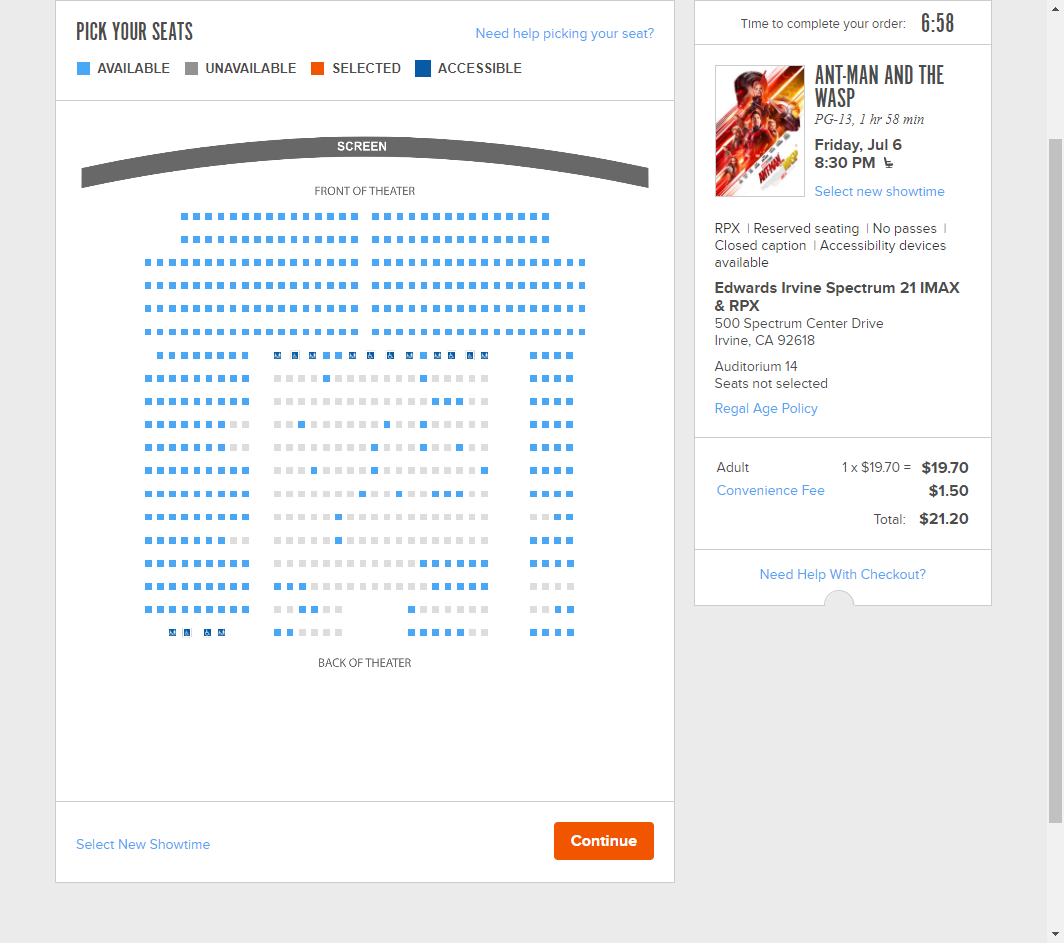 PICK YOUR SEATS
Need help picking your seat?
AVAILABLE UNAVAILABLE SELECTED ACCESSIBLE
SCREEN
FRONT OF THEATER
BACK OF THEATER
Select New Showtime
Continue
Time to complete your order: 6:58
ANT-MAN AND THE
WASP
PG-13, 1 hr 58 min
Friday, Jul 6
8:30 PM
Select new showtime
RPX | Reserved seating | No passes |
Closed caption | Accessibility devices
available
Edwards Irvine Spectrum 21 IMAX
& RPX
500 Spectrum Center Drive
Irvine, CA 92618
Auditorium 14
Seats not selected
Regal Age Policy
Adult 1 x $19.70 = $19.70
Convenience Fee $1.50
Total: $21.20
Need Help With Checkout?